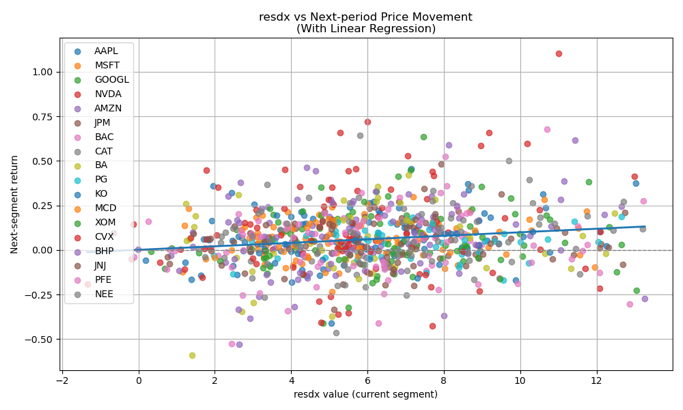 resdx vs Next-period Price Movement
(With Linear Regression)
AAPL
MSFT
GOOGL
NVDA
AMZN
JPM
BAC
CAT
BA
PG
KO
MCD
XOM
CVX
BHP
JNJ
PFE
NEE
Next-segment return
1.00
0.75
0.50
0.25
0.00
−0.25
−0.50
−2 0 2 4 6 8 10 12
resdx value (current segment)